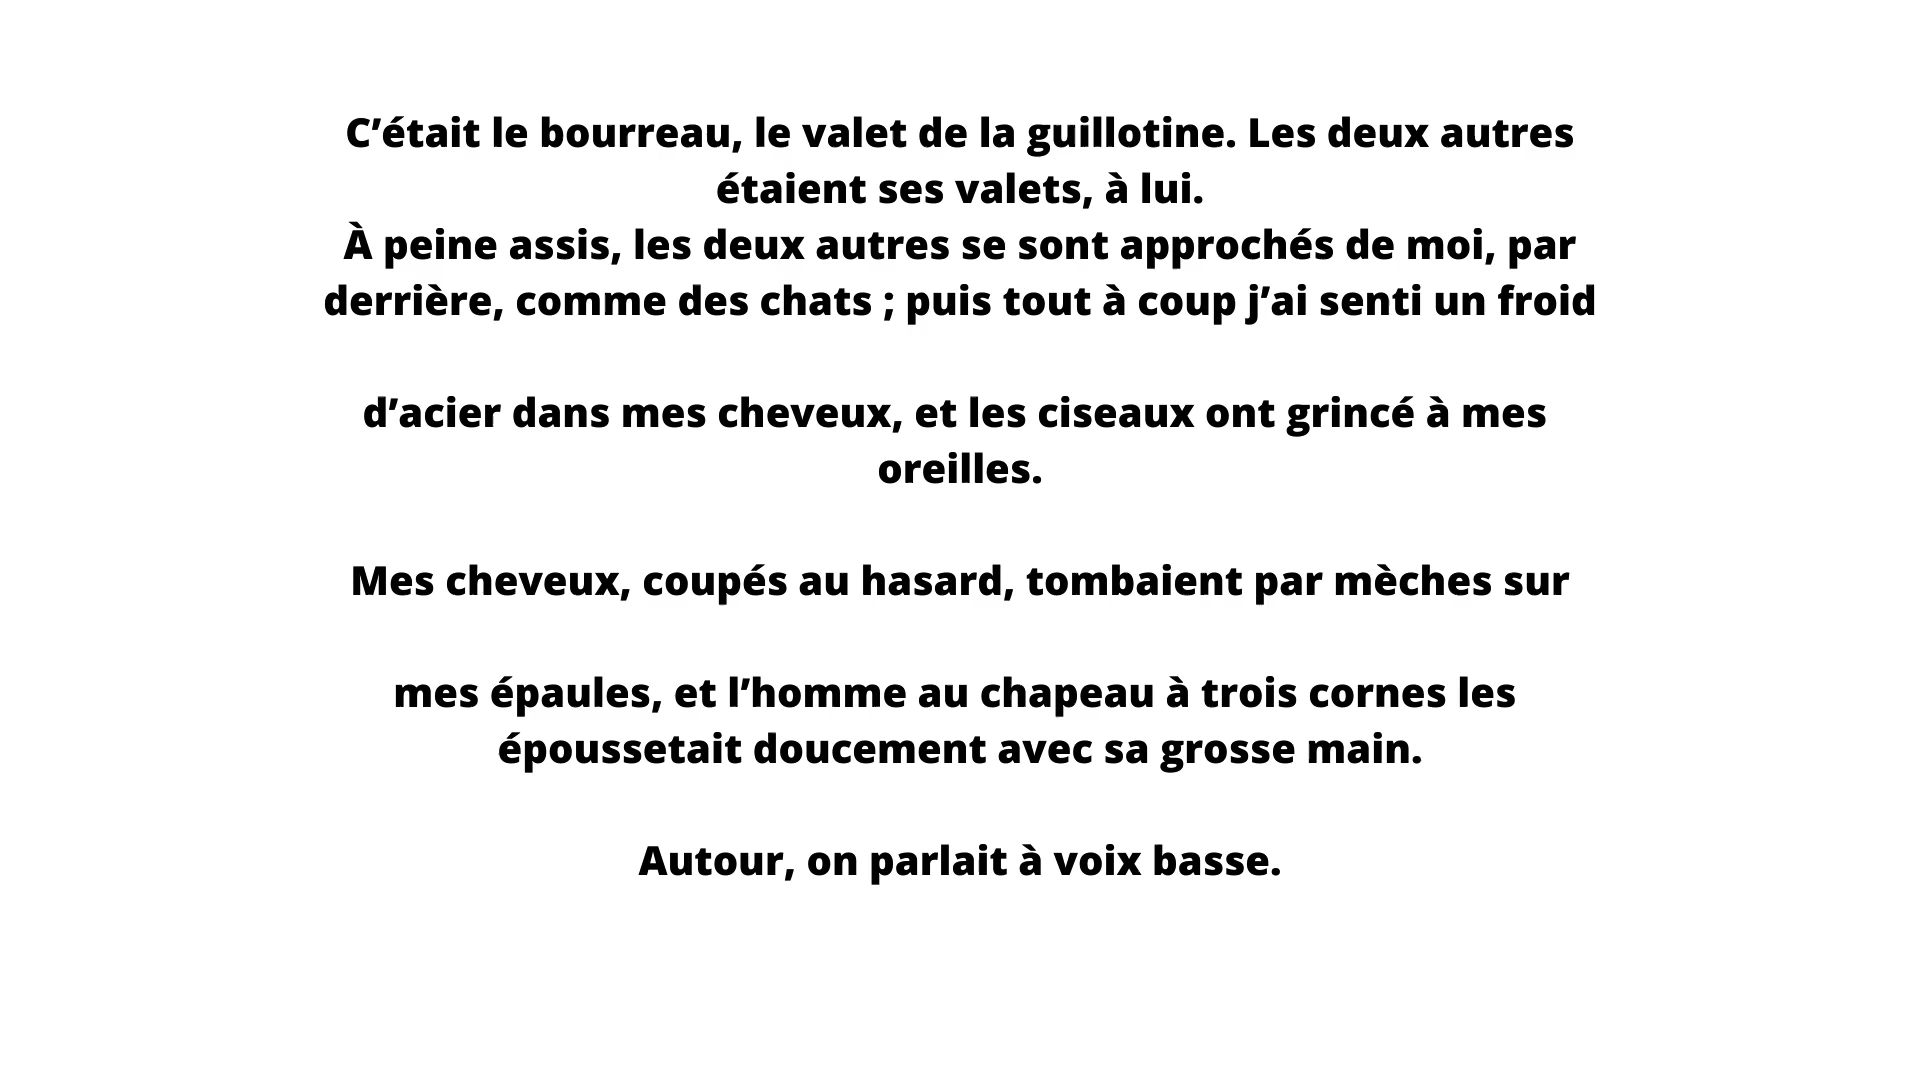 C’était le bourreau, le valet de la guillotine. Les deux autres
étaient ses valets, à lui.
À peine assis, les deux autres se sont approchés de moi, par
derrière, comme des chats ; puis tout à coup j’ai senti un froid
d’acier dans mes cheveux, et les ciseaux ont grincé à mes
oreilles.
Mes cheveux, coupés au hasard, tombaient par mèches sur
mes épaules, et l’homme au chapeau à trois cornes les
époussetait doucement avec sa grosse main.
Autour, on parlait à voix basse.